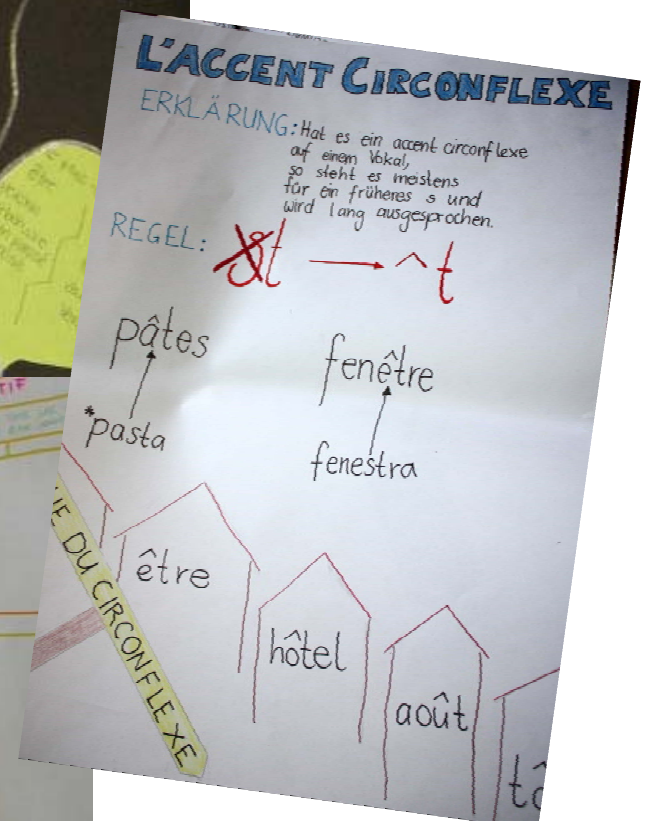 L'ACCENT CIRCONFLEXE
ERKLÄRUNG: Hat es ein accent circonflexe
auf einem Vokal,
so steht es meistens
für ein früheres s und
wird lang ausgesprochen.
REGEL: st → ^t
pâtes
fenêtre
*pasta
fenestra
être
hôtel
août
DU CIRCONFLEXE